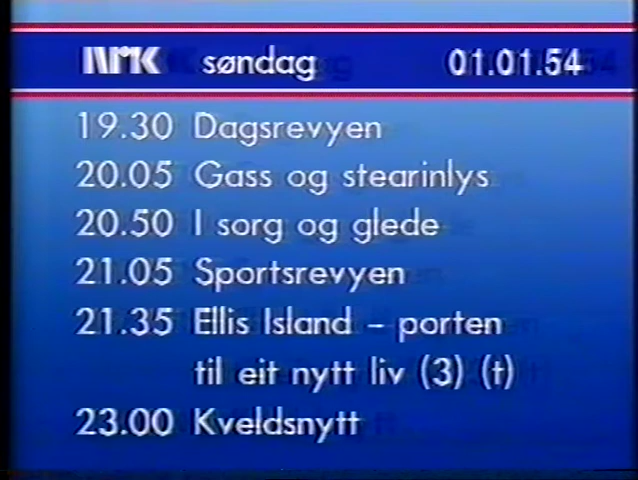 NRK søndag 01.01.54
19.30 Dagsrevyen
20.05 Gass og stearinlys
20.50 I sorg og glede
21.05 Sportsrevyen
21.35 Ellis Island – porten
til eit nytt liv (3) (t)
23.00 Kveldsnytt